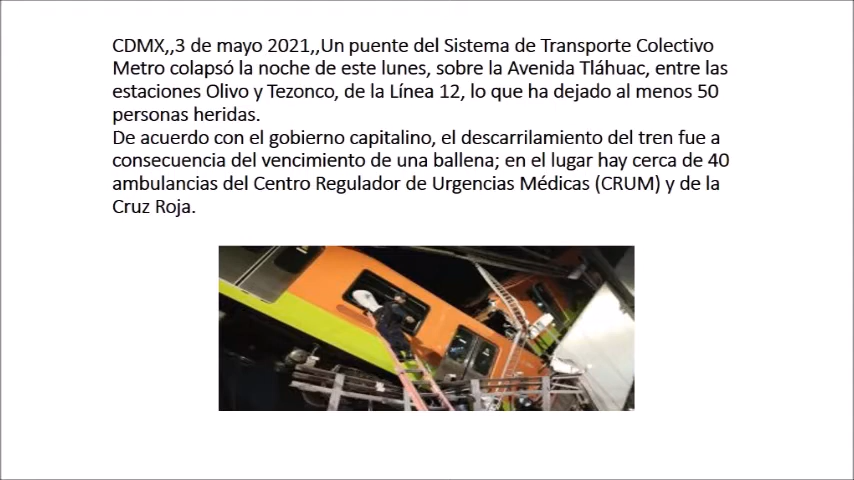 CDMX,,3 de mayo 2021,,Un puente del Sistema de Transporte Colectivo
Metro colapsó la noche de este lunes, sobre la Avenida Tláhuac, entre las
estaciones Olivo y Tezonco, de la Línea 12, lo que ha dejado al menos 50
personas heridas.
De acuerdo con el gobierno capitalino, el descarrilamiento del tren fue a
consecuencia del vencimiento de una ballena; en el lugar hay cerca de 40
ambulancias del Centro Regulador de Urgencias Médicas (CRUM) y de la
Cruz Roja.